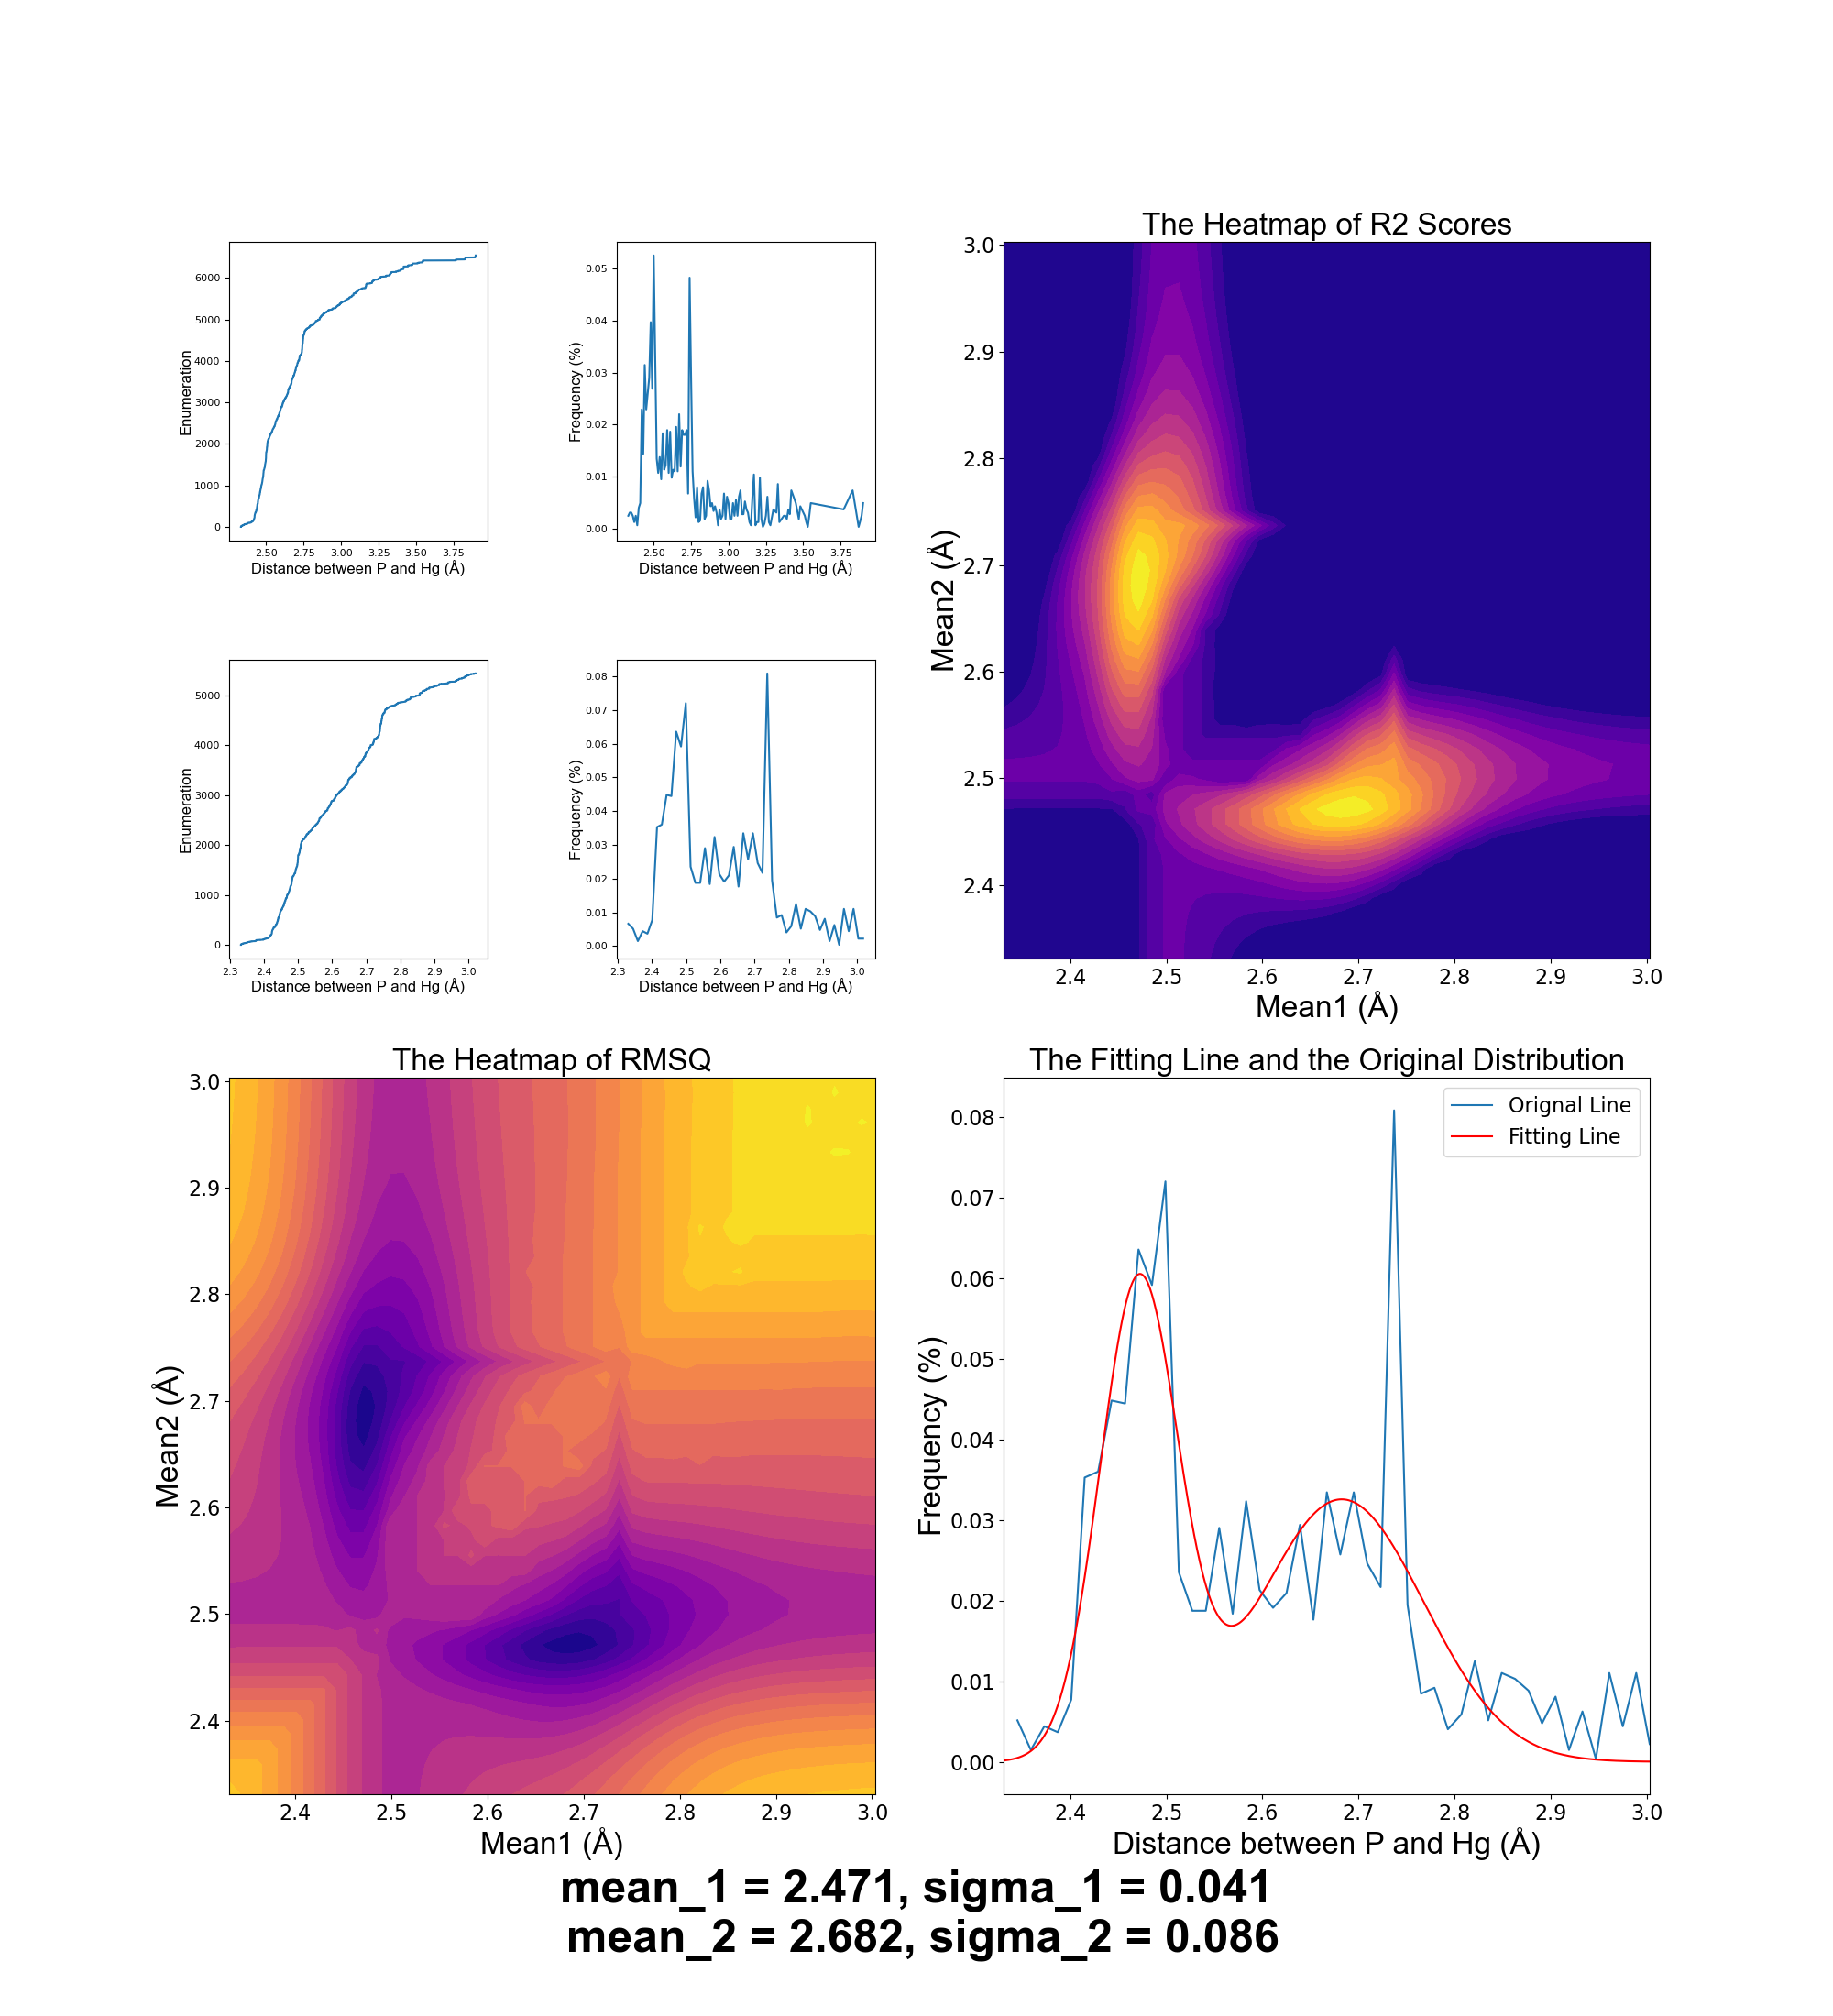 The Heatmap of R2 Scores
6000
5000
4000
3000
2000
1000
0
Enumeration
2.50 2.75 3.00 3.25 3.50 3.75
Distance between P and Hg (Å)
0.05
0.04
0.03
0.02
0.01
0.00
Frequency (%)
2.50 2.75 3.00 3.25 3.50 3.75
Distance between P and Hg (Å)
3.0
2.9
2.8
2.7
2.6
2.5
2.4
Mean2 (Å)
2.4 2.5 2.6 2.7 2.8 2.9 3.0
Mean1 (Å)
5000
4000
3000
2000
1000
0
Enumeration
2.3 2.4 2.5 2.6 2.7 2.8 2.9 3.0
Distance between P and Hg (Å)
0.08
0.07
0.06
0.05
0.04
0.03
0.02
0.01
0.00
Frequency (%)
2.3 2.4 2.5 2.6 2.7 2.8 2.9 3.0
Distance between P and Hg (Å)
The Heatmap of RMSQ
3.0
2.9
2.8
2.7
2.6
2.5
2.4
Mean2 (Å)
2.4 2.5 2.6 2.7 2.8 2.9 3.0
Mean1 (Å)
The Fitting Line and the Original Distribution
Orignal Line
Fitting Line
0.08
0.07
0.06
0.05
0.04
0.03
0.02
0.01
0.00
Frequency (%)
2.4 2.5 2.6 2.7 2.8 2.9 3.0
Distance between P and Hg (Å)
mean_1 = 2.471, sigma_1 = 0.041
mean_2 = 2.682, sigma_2 = 0.086